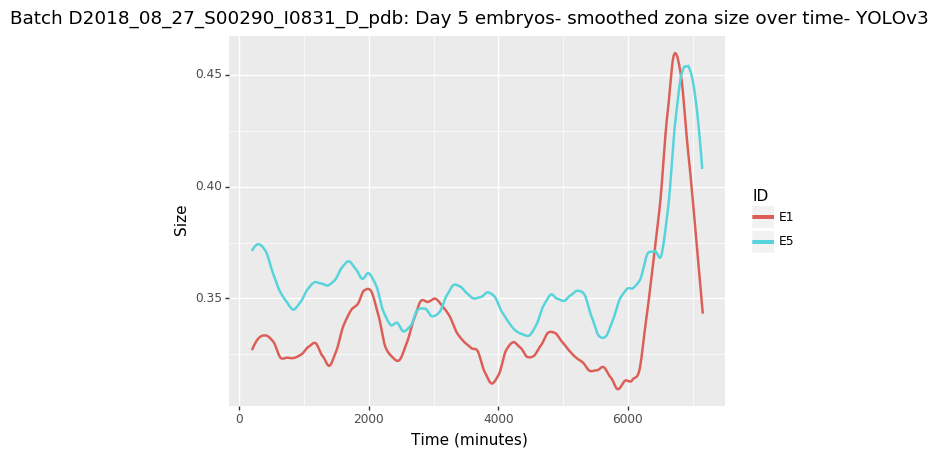 Batch D2018_08_27_S00290_I0831_D_pdb: Day 5 embryos- smoothed zona size over time- YOLOv3
0.45
0.40
0.35
Size
0
2000
4000
6000
Time (minutes)
ID
E1
E5